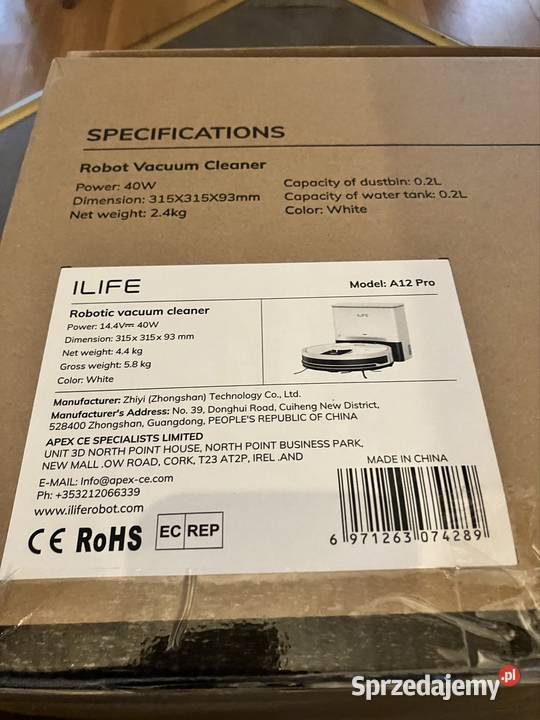 SPECIFICATIONS
Robot Vacuum Cleaner
Power: 40W
Dimension: 315X315X93mm
Net weight: 2.4kg
Capacity of dustbin: 0.2L
Capacity of water tank: 0.2L
Color: White
ILIFE
Model: A12 Pro
Robotic vacuum cleaner
Power: 14.4V⎓ 40W
Dimension: 315x 315x 93 mm
Net weight: 4.4 kg
Gross weight: 5.8 kg
Color: White
ILIFE
Manufacturer: Zhiyi (Zhongshan) Technology Co., Ltd.
Manufacturer's Address: No. 39, Donghui Road, Cuiheng New District,
528400 Zhongshan, Guangdong, PEOPLE'S REPUBLIC OF CHINA
APEX CE SPECIALISTS LIMITED
UNIT 3D NORTH POINT HOUSE, NORTH POINT BUSINESS PARK,
NEW MALL .OW ROAD, CORK, T23 AT2P, IREL .AND
E-MAIL: Info@apex-ce.com
Ph: +353212066339
www.iliferobot.com
MADE IN CHINA
CE RoHS EC REP
6 971263 074289
Sprzedajemy.pl